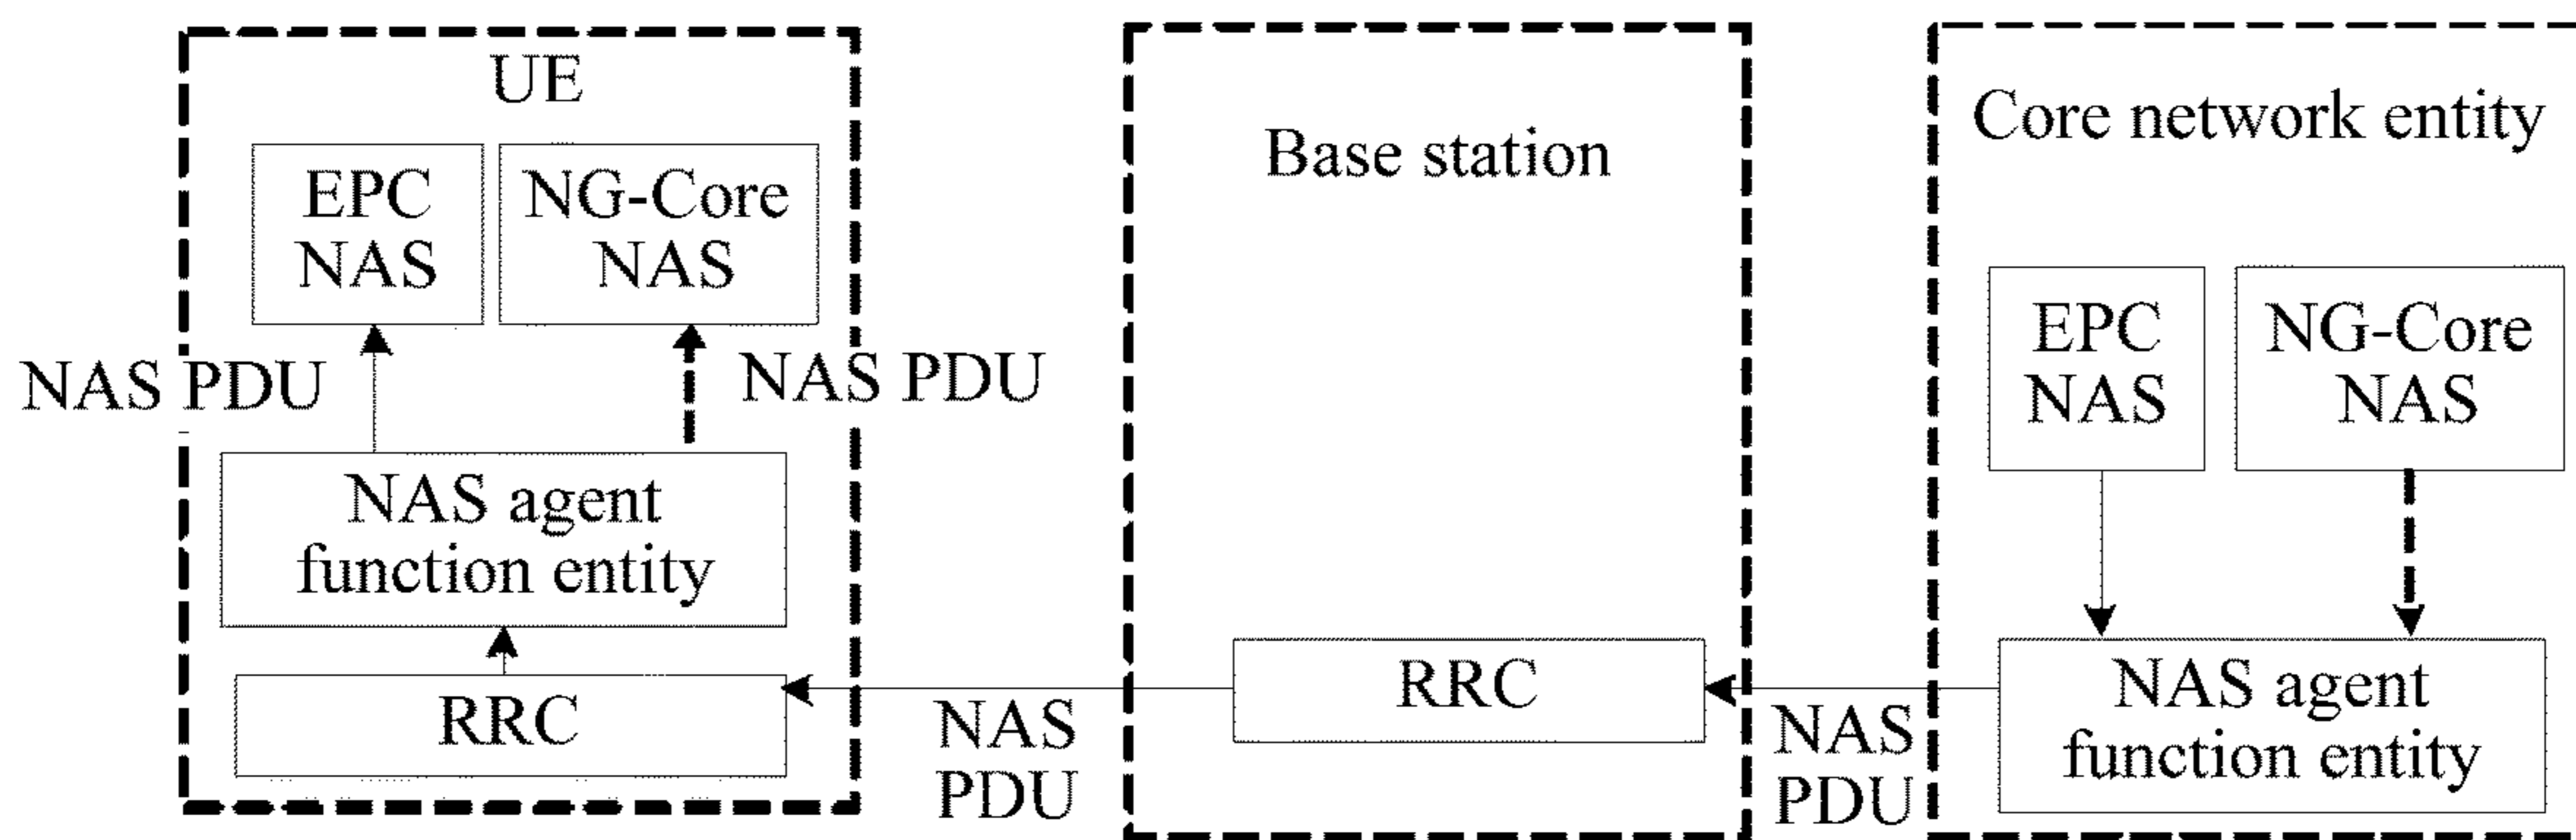 UE
EPC
NAS
NG-Core
NAS
NAS PDU
NAS PDU
NAS agent
function entity
RRC
NAS
PDU
Base station
RRC
NAS
PDU
Core network entity
EPC
NAS
NG-Core
NAS
NAS agent
function entity